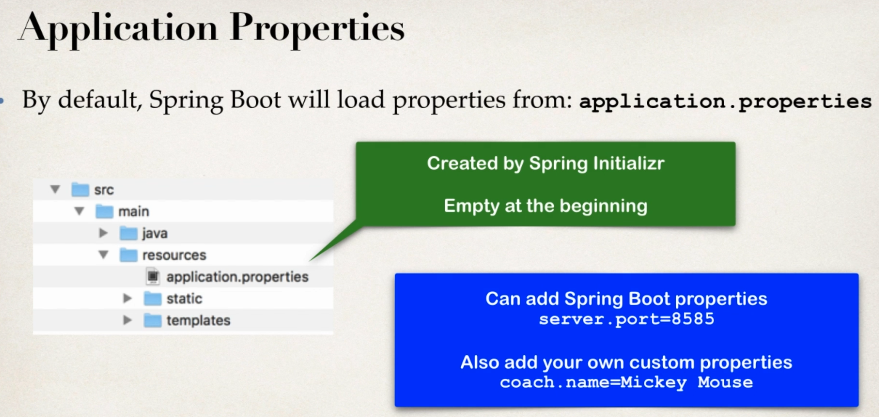 Application Properties
By default, Spring Boot will load properties from: application.properties
Created by Spring Initializr
Empty at the beginning
src
main
java
resources
application.properties
static
templates
Can add Spring Boot properties
server.port=8585
Also add your own custom properties
coach.name=Mickey Mouse